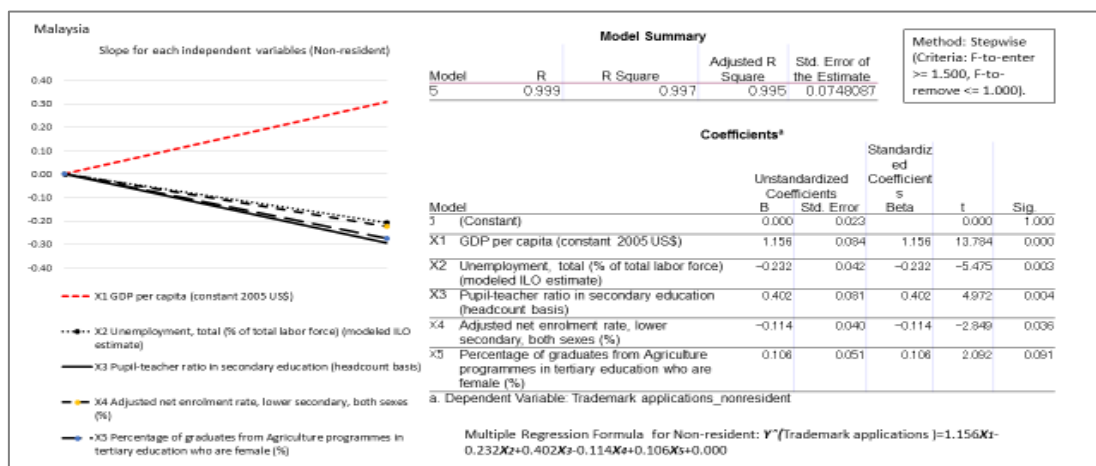 Malaysia
Slope for each independent variables (Non-resident)
0.40
0.30
0.20
0.10
0.00
-0.10
-0.20
-0.30
-0.40
X1 GDP per capita (constant 2005 US$)
X2 Unemployment, total (% of total labor force) (modeled ILO
estimate)
X3 Pupil-teacher ratio in secondary education (headcount basis)
X4 Adjusted net enrolment rate, lower secondary, both sexes
(%)
X5 Percentage of graduates from Agriculture programmes in
tertiary education who are female (%)
Model Summary
Adjusted R Std. Error of
Model R R Square Square the Estimate
5 0.999 0.997 0.995 0.0748087
Method: Stepwise
(Criteria: F-to-enter
>= 1.500, F-to-
remove <= 1.000).
Coefficientsᵃ
Standardiz
ed
Unstandardized Coefficient
Coefficients s
Model B Std. Error Beta t Sig.
5 (Constant) 0.000 0.023 0.000 1.000
X1 GDP per capita (constant 2005 US$) 1.156 0.084 1.156 13.784 0.000
X2 Unemployment, total (% of total labor force) −0.232 0.042 −0.232 −5.475 0.003
(modeled ILO estimate)
X3 Pupil-teacher ratio in secondary education 0.402 0.081 0.402 4.972 0.004
(headcount basis)
X4 Adjusted net enrolment rate, lower −0.114 0.040 −0.114 −2.849 0.036
secondary, both sexes (%)
X5 Percentage of graduates from Agriculture 0.106 0.051 0.106 2.092 0.091
programmes in tertiary education who are
female (%)
a. Dependent Variable: Trademark applications_nonresident
Multiple Regression Formula for Non-resident: Y^(Trademark applications )=1.156X1-
0.232X2+0.402X3-0.114X4+0.106X5+0.000